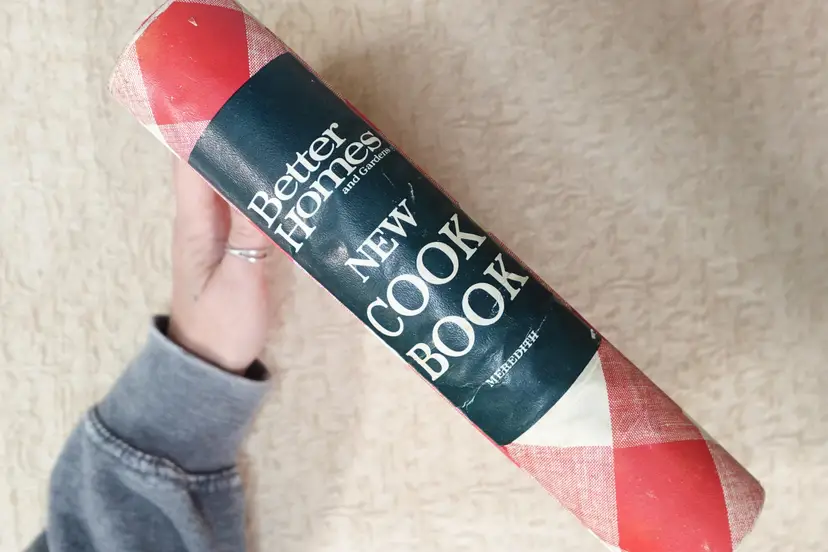 Better
Homes
and Gardens
NEW
COOK
BOOK
MEREDITH